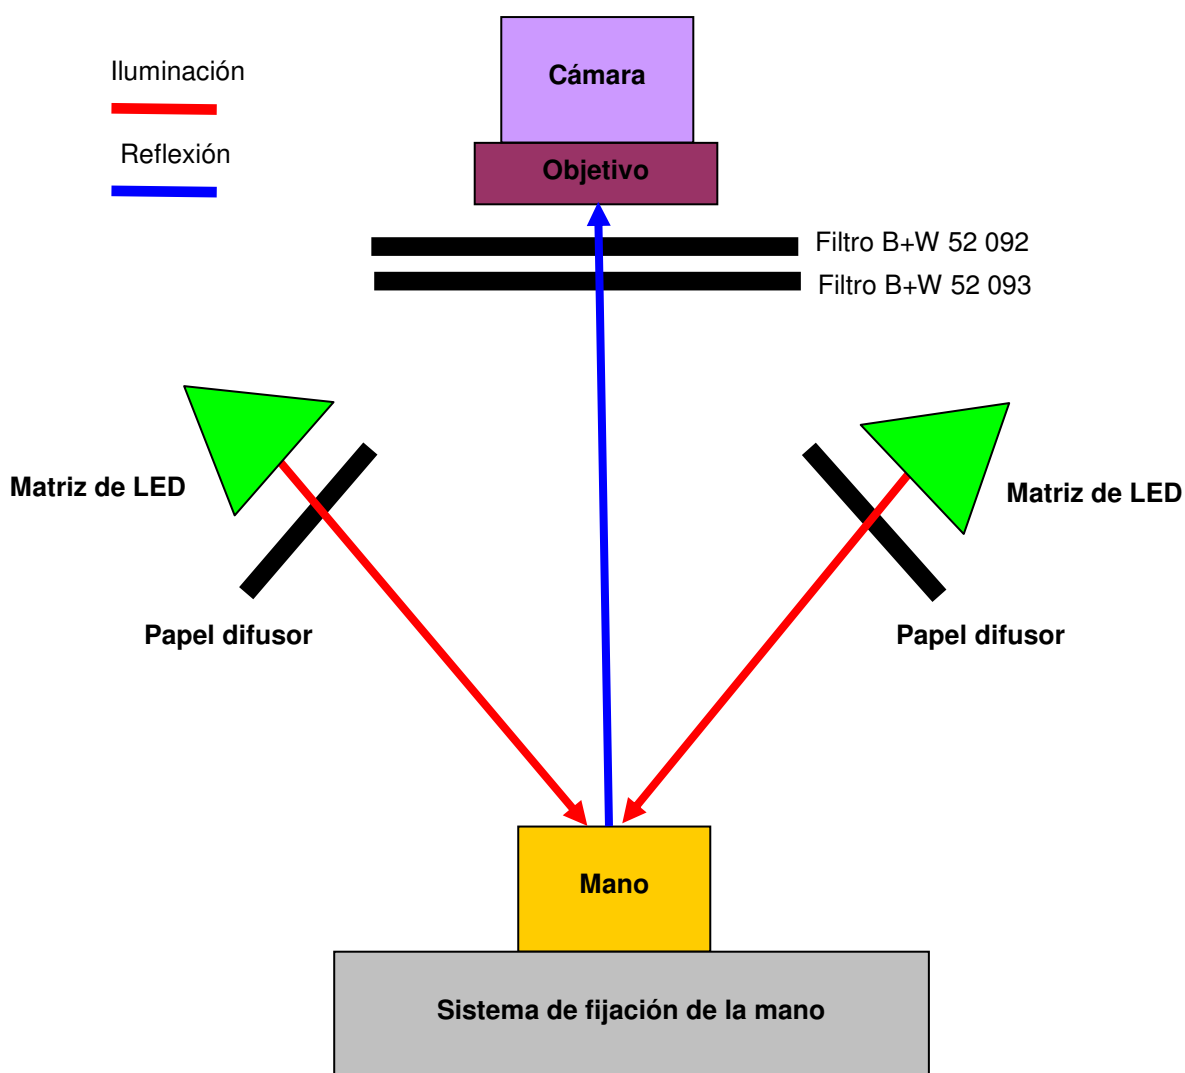 Iluminación
Reflexión
Cámara
Objetivo
Filtro B+W 52 092
Filtro B+W 52 093
Matriz de LED
Matriz de LED
Papel difusor
Papel difusor
Mano
Sistema de fijación de la mano